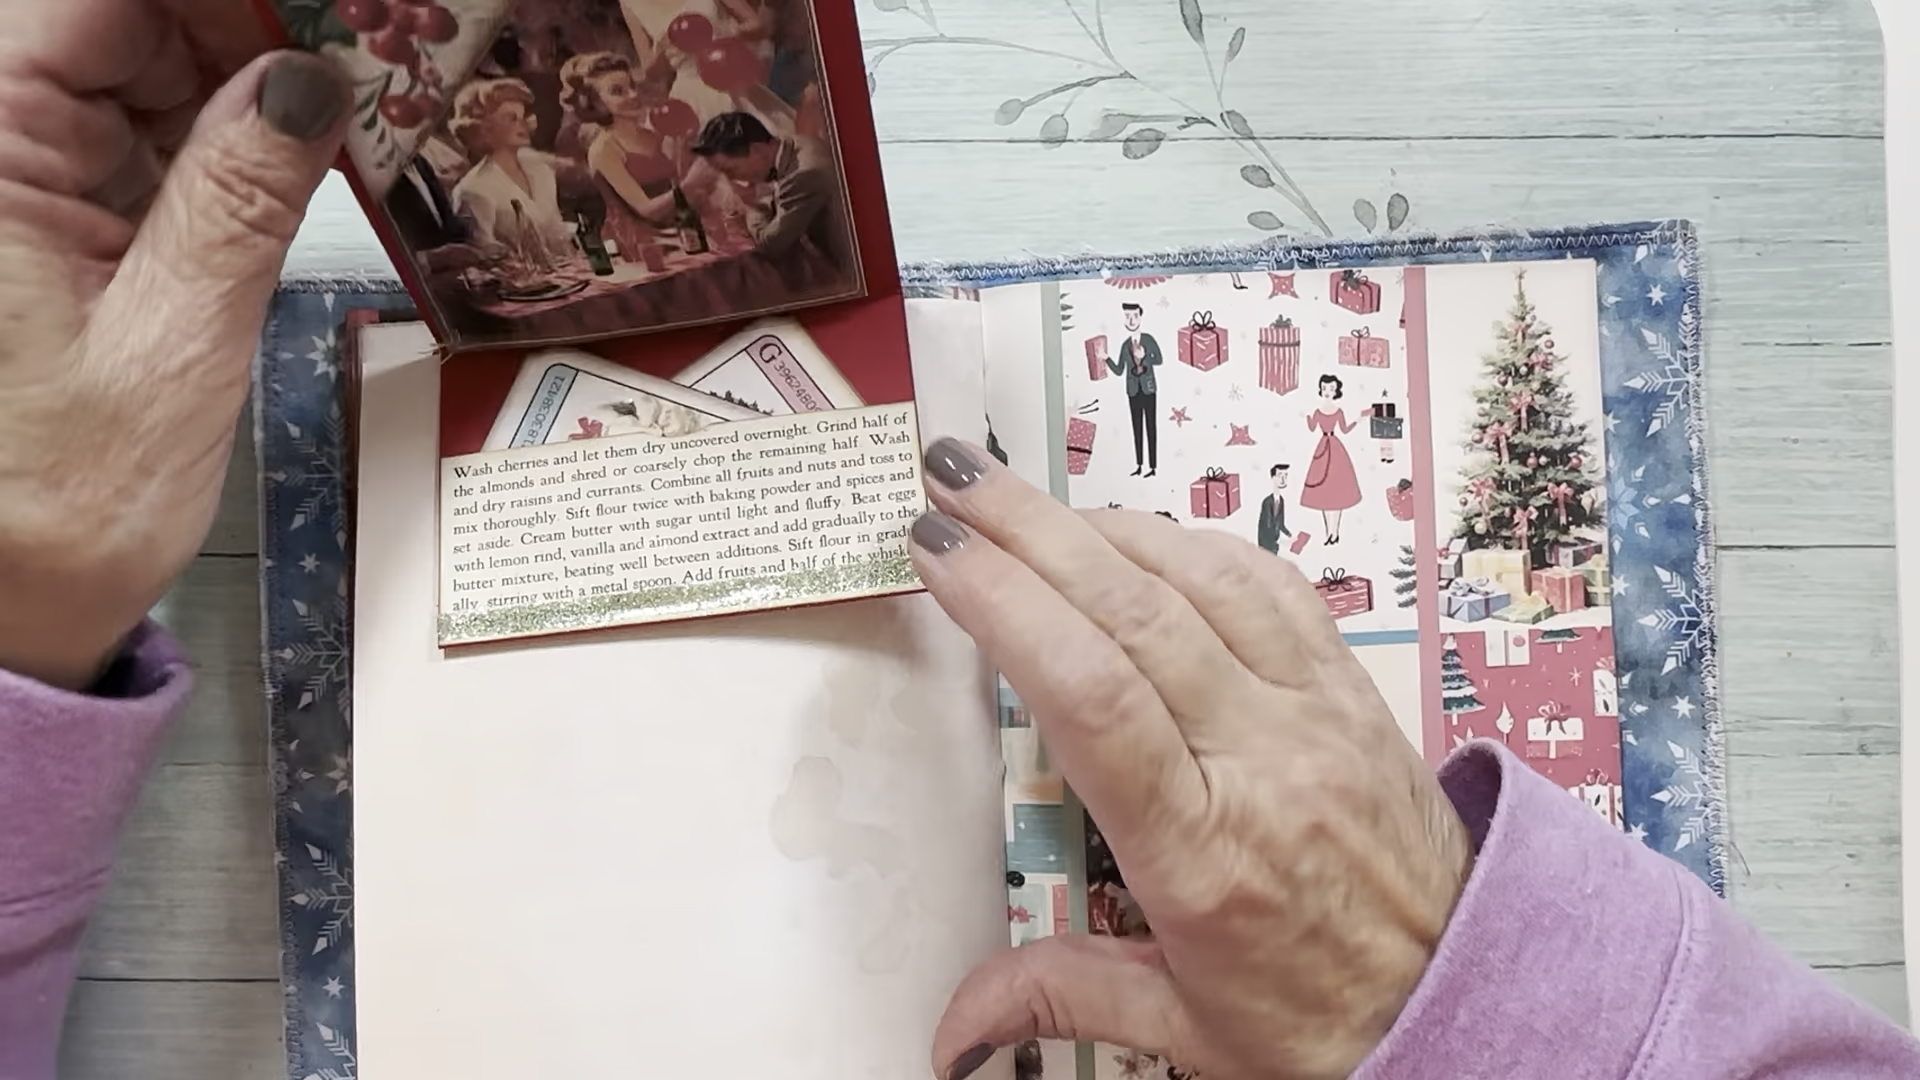 183038421
G3962480
Wash cherries and let them dry uncovered overnight. Grind half of
the almonds and shred or coarsely chop the remaining half. Wash
and dry raisins and currants. Combine all fruits and nuts and toss to
mix thoroughly. Sift flour twice with baking powder and spices and
set aside. Cream butter with sugar until light and fluffy. Beat eggs
with lemon rind, vanilla and almond extract and add gradually to the
butter mixture, beating well between additions. Sift flour in gradu
ally stirring with a metal spoon. Add fruits and half of the whisk